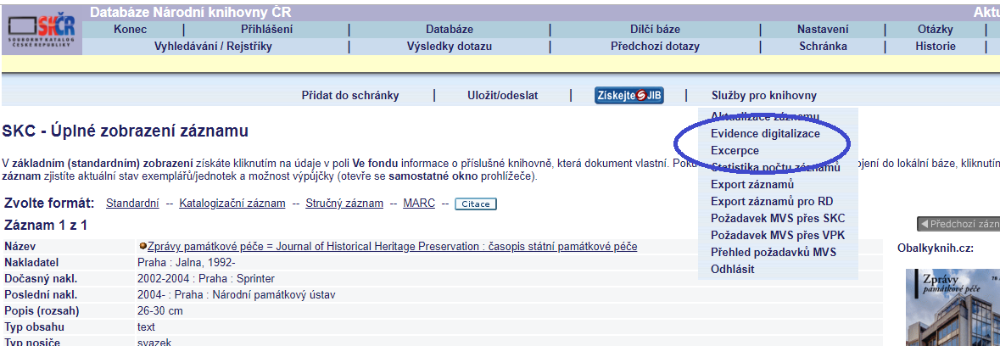 Databáze Národní knihovny ČR Aktu
SKČR
SOUBORNÝ KATALOG
ČESKÉ REPUBLIKY
Konec | Přihlášení | Databáze | Dílčí báze | Nastavení | Otázky |
Vyhledávání / Rejstříky | Výsledky dotazu | Předchozí dotazy | Schránka | Historie |
Přidat do schránky | Uložit/odeslat | Získejte SJIB | Služby pro knihovny
Aktualizace záznamu
Evidence digitalizace
Excerpce
Statistika počtu záznamů
Export záznamů
Export záznamů pro RD
Požadavek MVS přes SKC
Požadavek MVS přes VPK
Přehled požadavků MVS
Odhlásit
SKC - Úplné zobrazení záznamu
V základním (standardním) zobrazení získáte kliknutím na údaje v poli Ve fondu informace o příslušné knihovně, která dokument vlastní. Poku ojení do lokální báze, kliknutím
záznam zjistíte aktuální stav exemplářů/jednotek a možnost výpůjčky (otevře se samostatné okno prohlížeče).
Zvolte formát: Standardní -- Katalogizační záznam -- Stručný záznam -- MARC -- Citace
Záznam 1 z 1
Předchozí zázn
Název Zprávy památkové péče = Journal of Historical Heritage Preservation : časopis státní památkové péče
Nakladatel Praha : Jalna, 1992-
Dočasný nakl. 2002-2004 : Praha : Sprinter
Poslední nakl. 2004- : Praha : Národní památkový ústav
Popis (rozsah) 26-30 cm
Typ obsahu text
Typ nosiče svazek
Obalkyknih.cz:
Zprávy
památkové péče